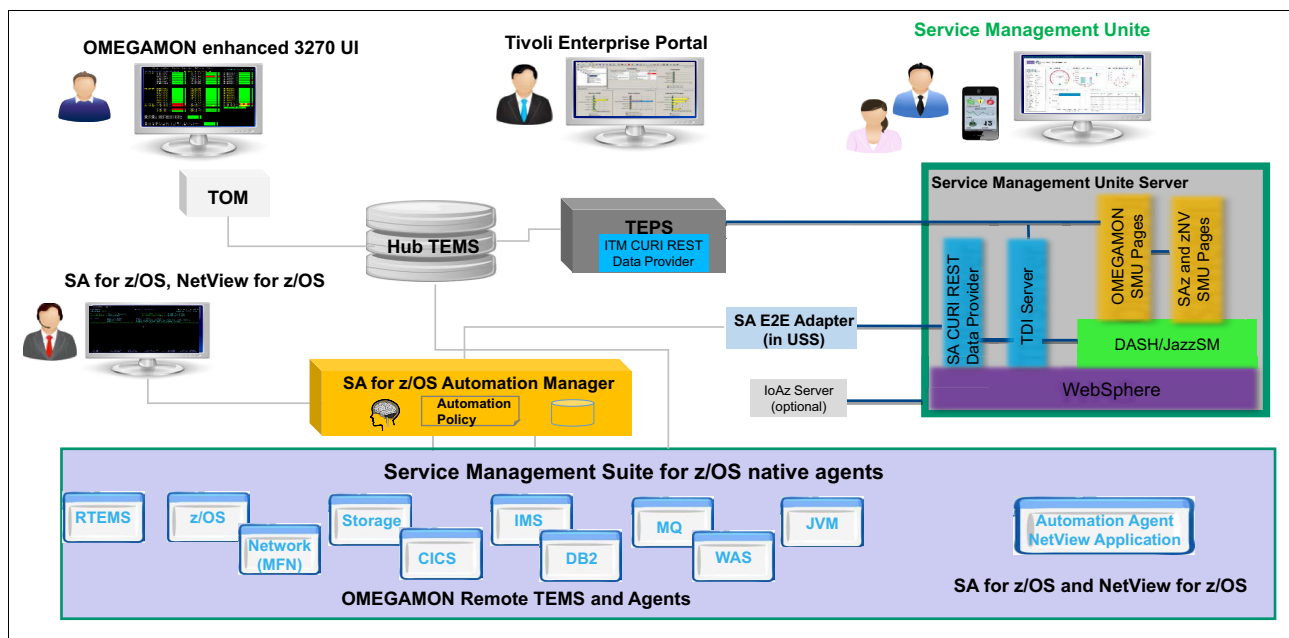 OMEGAMON enhanced 3270 UI
Tivoli Enterprise Portal
Service Management Unite
TOM
Hub TEMS
TEPS
ITM CURI REST
Data Provider
Service Management Unite Server
OMEGAMON
SMU Pages
SAz and zNV
SMU Pages
SA CURI REST
Data Provider
TDI Server
DASH/JazzSM
WebSphere
SA for z/OS, NetView for z/OS
SA E2E Adapter
(in USS)
IoAz Server
(optional)
SA for z/OS Automation Manager
Automation
Policy
Service Management Suite for z/OS native agents
RTEMS
z/OS
Network
(MFN)
Storage
CICS
IMS
DB2
MQ
WAS
JVM
Automation Agent
NetView Application
OMEGAMON Remote TEMS and Agents
SA for z/OS and NetView for z/OS